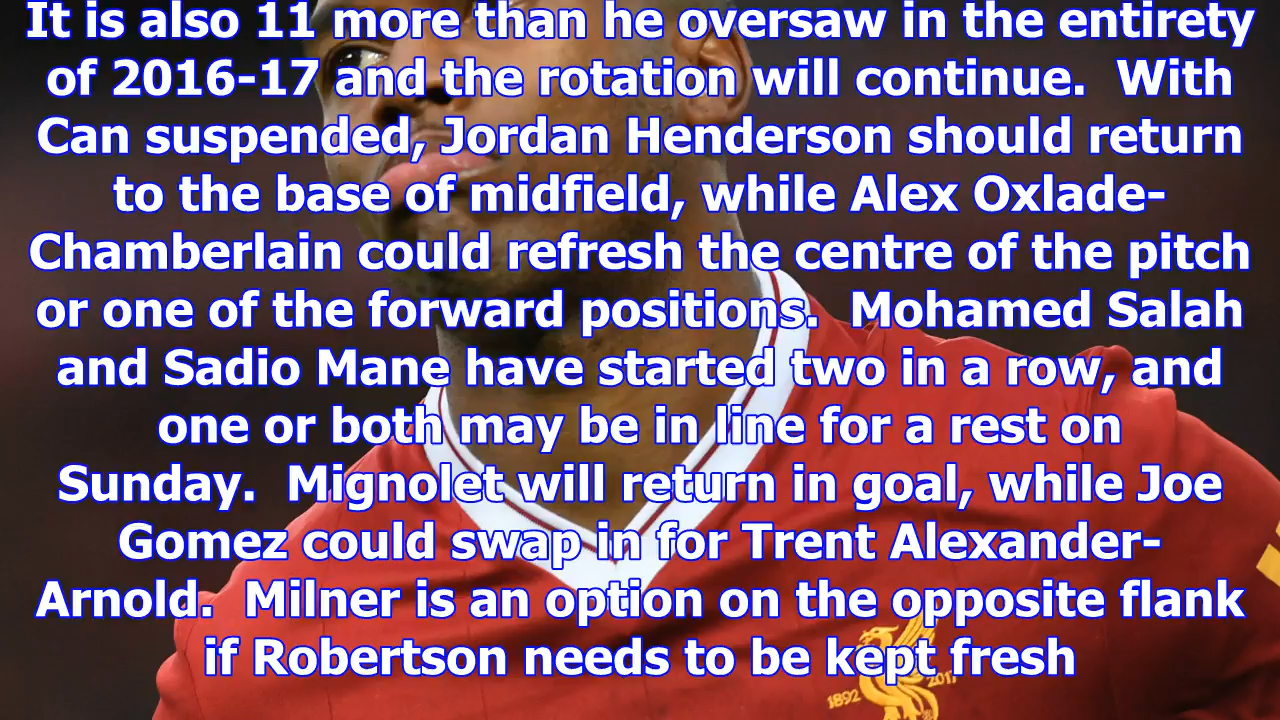 It is also 11 more than he oversaw in the entirety
of 2016-17 and the rotation will continue.  With
Can suspended, Jordan Henderson should return
to the base of midfield, while Alex Oxlade-
Chamberlain could refresh the centre of the pitch
or one of the forward positions.  Mohamed Salah
and Sadio Mane have started two in a row, and
one or both may be in line for a rest on
Sunday.  Mignolet will return in goal, while Joe
Gomez could swap in for Trent Alexander-
Arnold.  Milner is an option on the opposite flank
if Robertson needs to be kept fresh
1892 2017